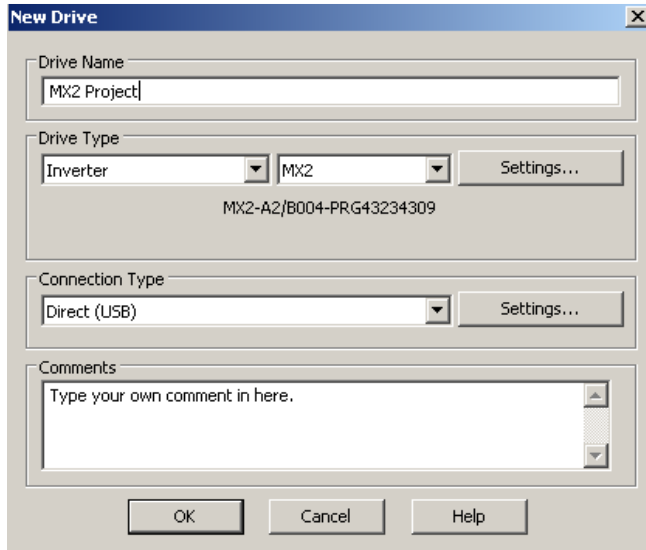 New Drive
Drive Name
MX2 Project
Drive Type
Inverter MX2 Settings...
MX2-A2/B004-PRG43234309
Connection Type
Direct (USB) Settings...
Comments
Type your own comment in here.
OK Cancel Help